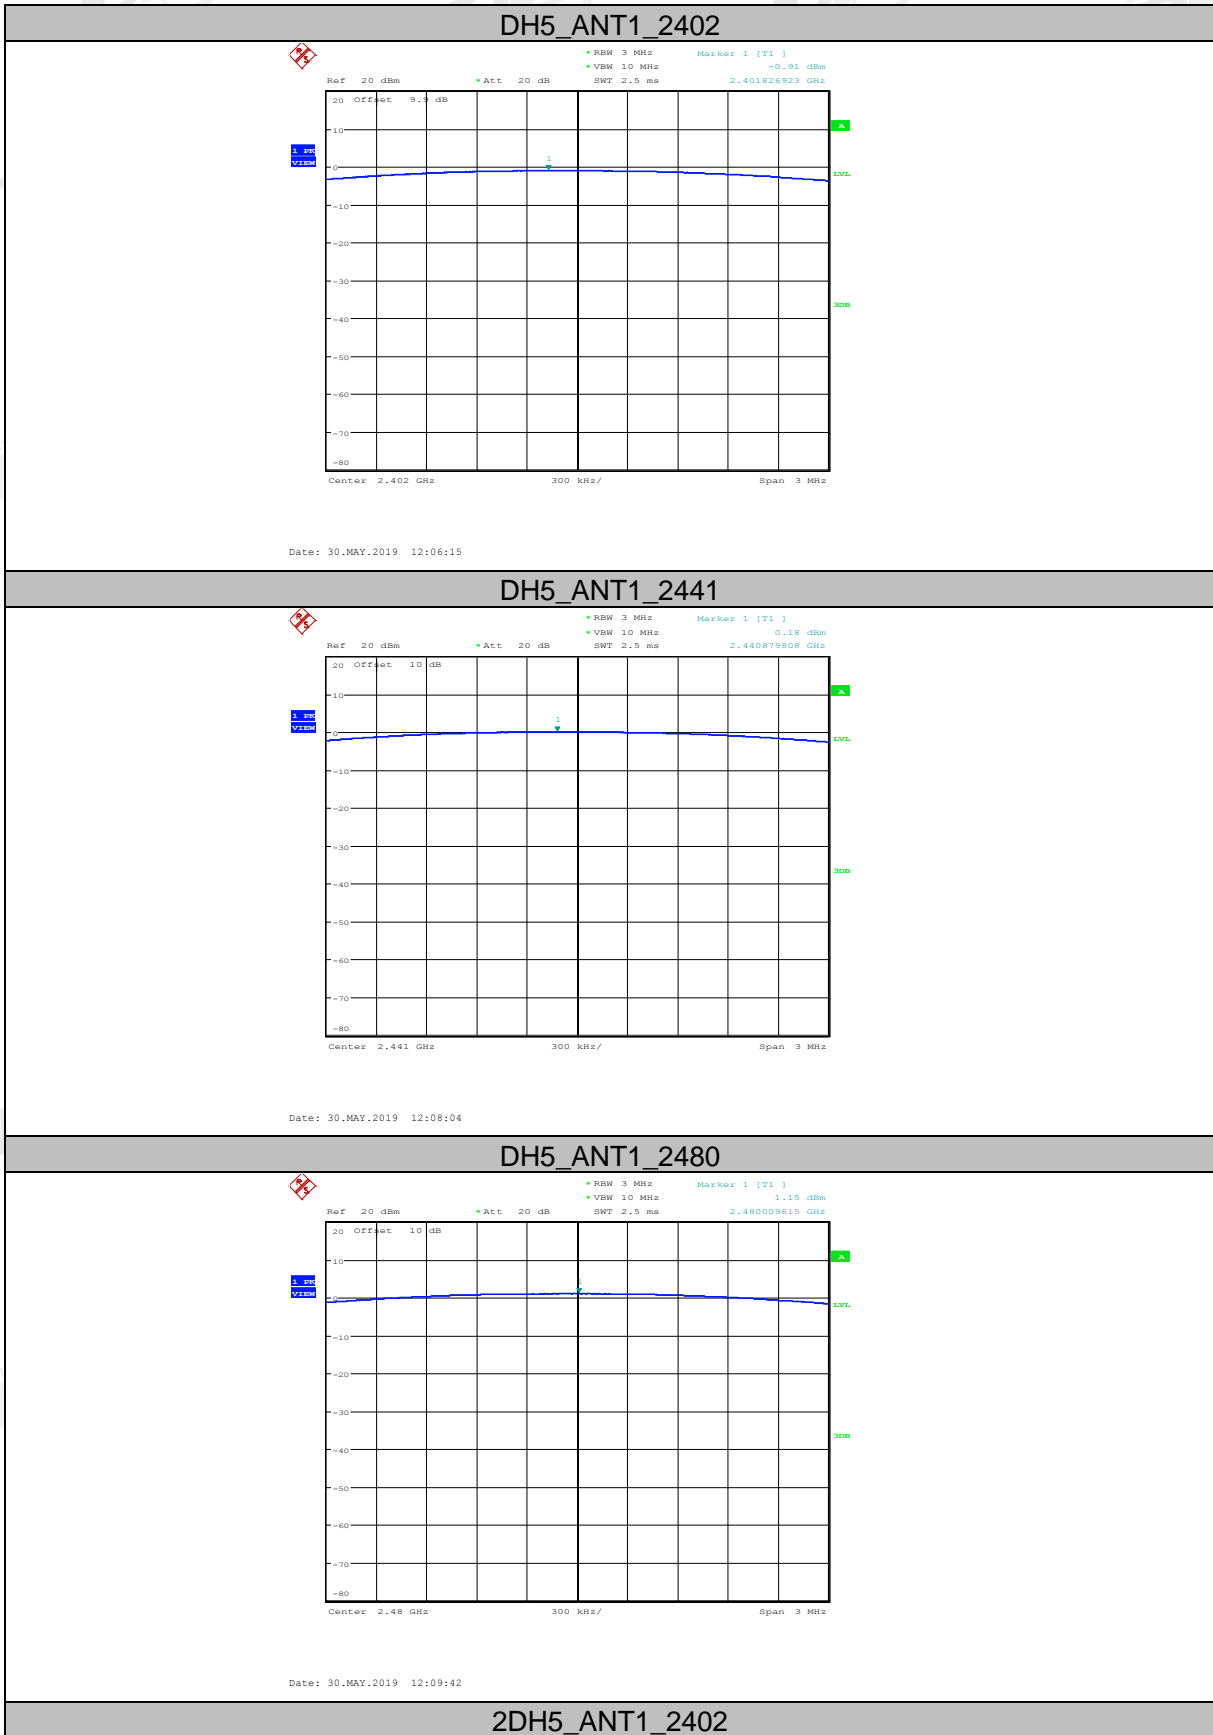 DH5_ANT1_2402
*RBW 3 MHz Marker 1 [T1 ]
*VBW 10 MHz -0.91 dBm
Ref 20 dBm *Att 20 dB SWT 2.5 ms 2.401826923 GHz
20 Offset 9.9 dB
A
10
1 PK
VIEW
1
0
LVL
-10
-20
-30
3DB
-40
-50
-60
-70
-80
Center 2.402 GHz 300 kHz/ Span 3 MHz
Date: 30.MAY.2019 12:06:15
DH5_ANT1_2441
*RBW 3 MHz Marker 1 [T1 ]
*VBW 10 MHz 0.18 dBm
Ref 20 dBm *Att 20 dB SWT 2.5 ms 2.440879808 GHz
20 Offset 10 dB
A
10
1 PK
VIEW
1
0
LVL
-10
-20
-30
3DB
-40
-50
-60
-70
-80
Center 2.441 GHz 300 kHz/ Span 3 MHz
Date: 30.MAY.2019 12:08:04
DH5_ANT1_2480
*RBW 3 MHz Marker 1 [T1 ]
*VBW 10 MHz 1.15 dBm
Ref 20 dBm *Att 20 dB SWT 2.5 ms 2.480009615 GHz
20 Offset 10 dB
A
10
1 PK
VIEW
1
0
LVL
-10
-20
-30
3DB
-40
-50
-60
-70
-80
Center 2.48 GHz 300 kHz/ Span 3 MHz
Date: 30.MAY.2019 12:09:42
2DH5_ANT1_2402